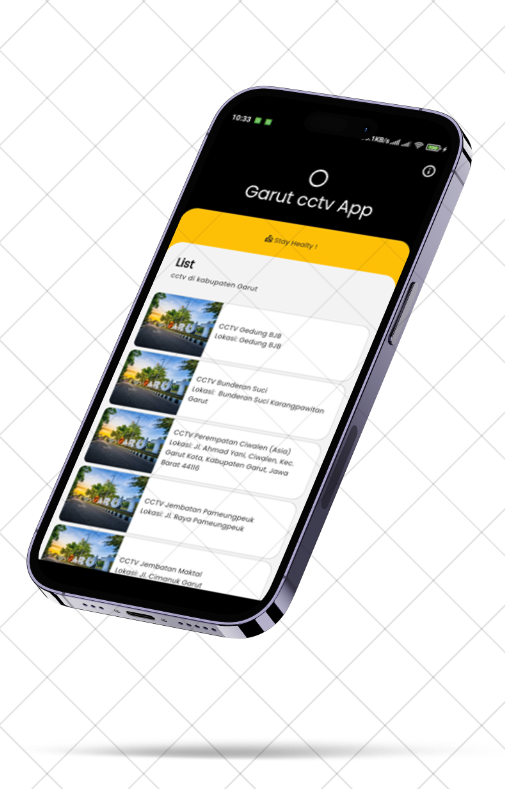 10:33
.1KB/s
Garut cctv App
Stay Healty !
List
cctv di kabupaten Garut
CCTV Gedung BJB
Lokasi: Gedung BJB
CCTV Bunderan Suci
Lokasi: Bunderan Suci Karangpawitan
Garut
CCTV Perempatan Ciwalen (Asia)
Lokasi: Jl. Ahmad Yani, Ciwalen, Kec.
Garut Kota, Kabupaten Garut, Jawa
Barat 44116
CCTV Jembatan Pameungpeuk
Lokasi: Jl. Raya Pameungpeuk
CCTV Jembatan Maktal
Lokasi: Jl. Cimanuk Garut